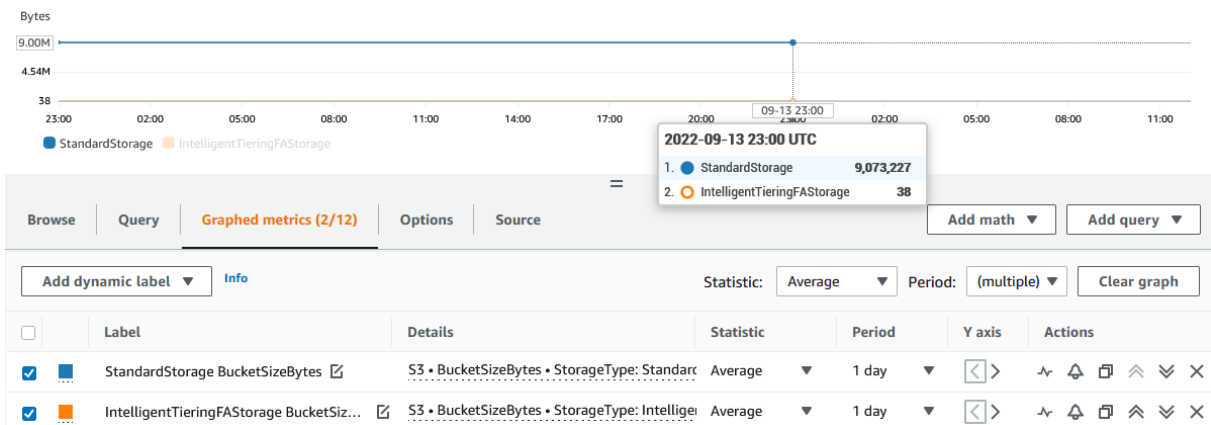 Bytes
9.00M
4.54M
38
23:00 02:00 05:00 08:00 11:00 14:00 17:00 20:00 23:00 02:00 05:00 08:00 11:00
09-13 23:00
StandardStorage IntelligentTieringFAStorage
2022-09-13 23:00 UTC
1. StandardStorage 9,073,227
2. IntelligentTieringFAStorage 38
Browse Query Graphed metrics (2/12) Options Source Add math Add query
Add dynamic label Info Statistic: Average Period: (multiple) Clear graph
Label Details Statistic Period Y axis Actions
StandardStorage BucketSizeBytes S3 • BucketSizeBytes • StorageType: Standard Average 1 day
IntelligentTieringFAStorage BucketSiz... S3 • BucketSizeBytes • StorageType: Intellige Average 1 day